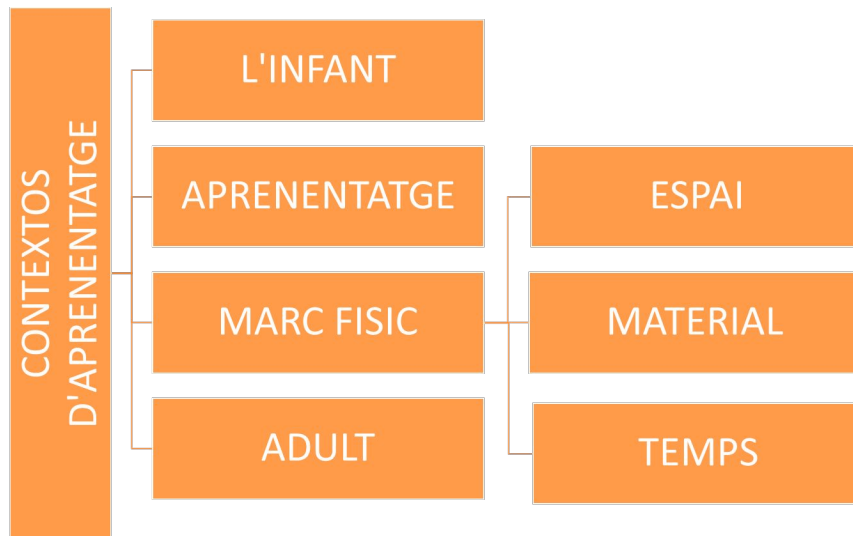 CONTEXTOS
D'APRENENTATGE
L'INFANT
APRENENTATGE
MARC FISIC
ADULT
ESPAI
MATERIAL
TEMPS